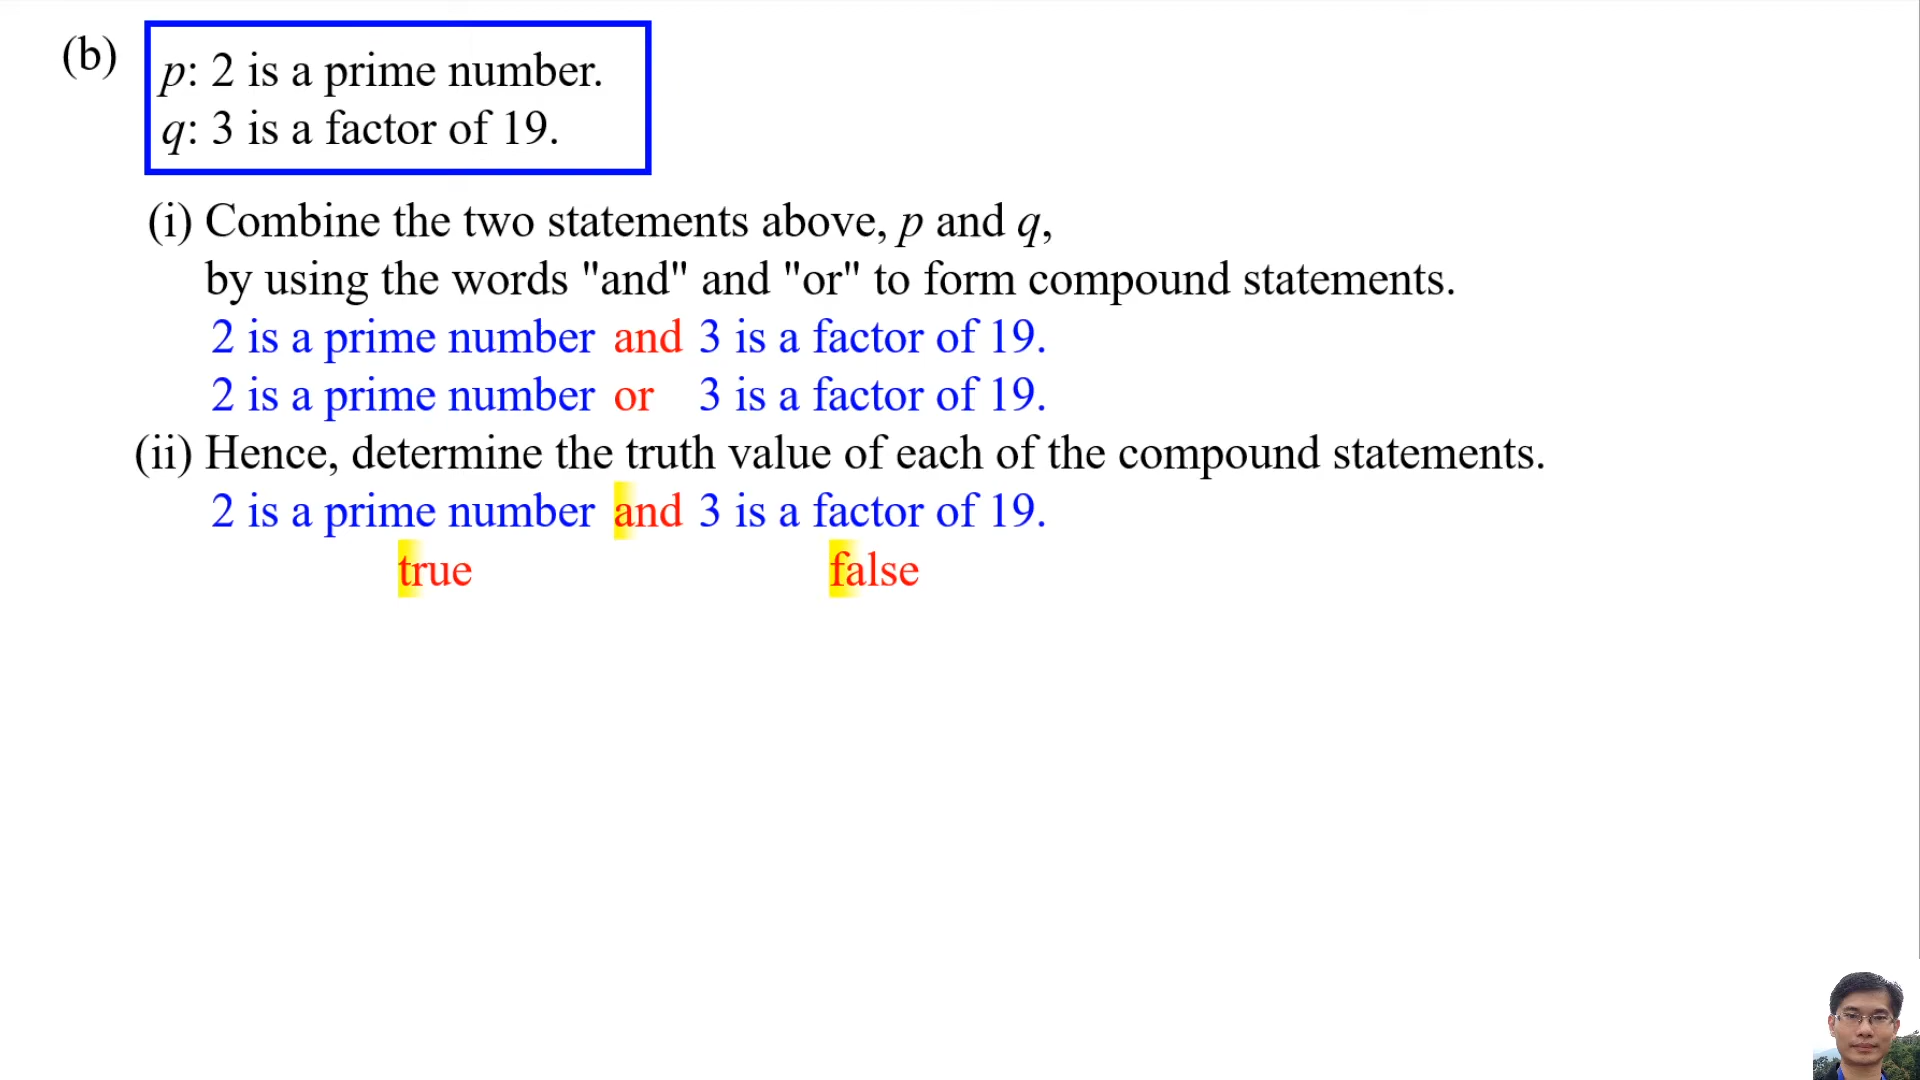 (b)
p: 2 is a prime number.
q: 3 is a factor of 19.
(i) Combine the two statements above, p and q,
by using the words "and" and "or" to form compound statements.
2 is a prime number and 3 is a factor of 19.
2 is a prime number or 3 is a factor of 19.
(ii) Hence, determine the truth value of each of the compound statements.
2 is a prime number and 3 is a factor of 19.
true false